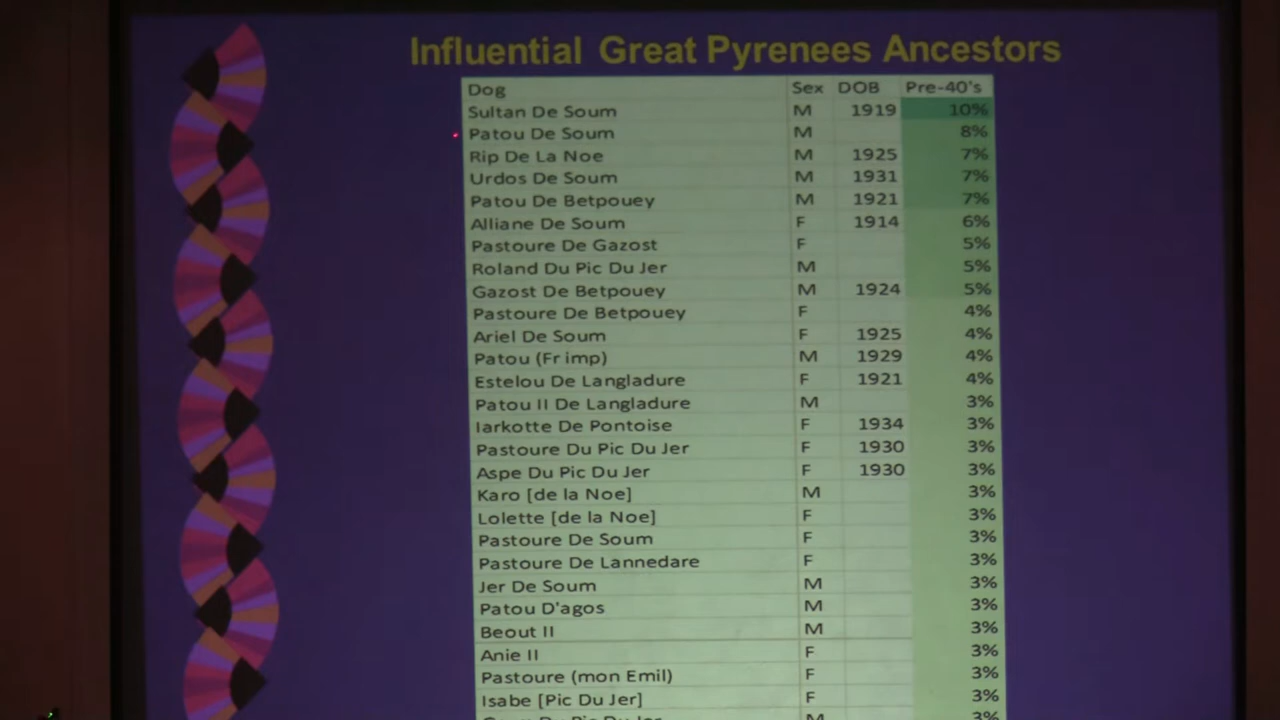 Influential Great Pyrenees Ancestors
Dog Sex DOB Pre-40's
Sultan De Soum M 1919 10%
Patou De Soum M 8%
Rip De La Noe M 1925 7%
Urdos De Soum M 1931 7%
Patou De Betpouey M 1921 7%
Alliane De Soum F 1914 6%
Pastoure De Gazost F 5%
Roland Du Pic Du Jer M 5%
Gazost De Betpouey M 1924 5%
Pastoure De Betpouey F 4%
Ariel De Soum F 1925 4%
Patou (Fr imp) M 1929 4%
Estelou De Langladure F 1921 4%
Patou II De Langladure M 3%
Iarkotte De Pontoise F 1934 3%
Pastoure Du Pic Du Jer F 1930 3%
Aspe Du Pic Du Jer F 1930 3%
Karo [de la Noe] M 3%
Lolette [de la Noe] F 3%
Pastoure De Soum F 3%
Pastoure De Lannedare F 3%
Jer De Soum M 3%
Patou D'agos M 3%
Beout II M 3%
Anie II F 3%
Pastoure (mon Emil) F 3%
Isabe [Pic Du Jer] F 3%
Du Pic Du Jer M 3%